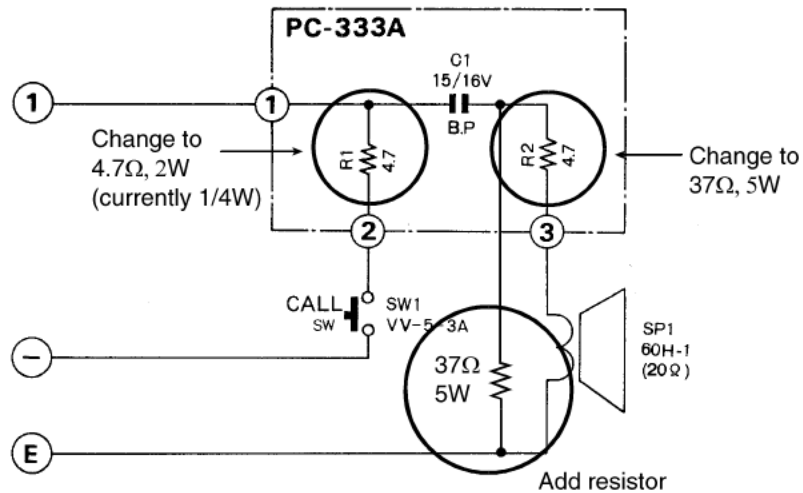 PC-333A
C1
15/16V
B.P
1
1
Change to
4.7Ω, 2W
(currently 1/4W)
R1
4.7
R2
4.7
Change to
37Ω, 5W
2
3
CALL
SW
SW1
VV-5-3A
SP1
60H-1
(20Ω)
−
37Ω
5W
E
Add resistor